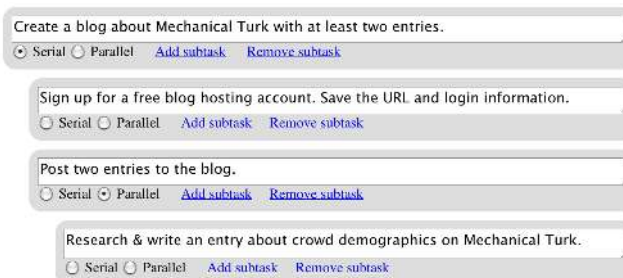 Create a blog about Mechanical Turk with at least two entries.
Serial Parallel Add subtask Remove subtask
Sign up for a free blog hosting account. Save the URL and login information.
Serial Parallel Add subtask Remove subtask
Post two entries to the blog.
Serial Parallel Add subtask Remove subtask
Research & write an entry about crowd demographics on Mechanical Turk.
Serial Parallel Add subtask Remove subtask